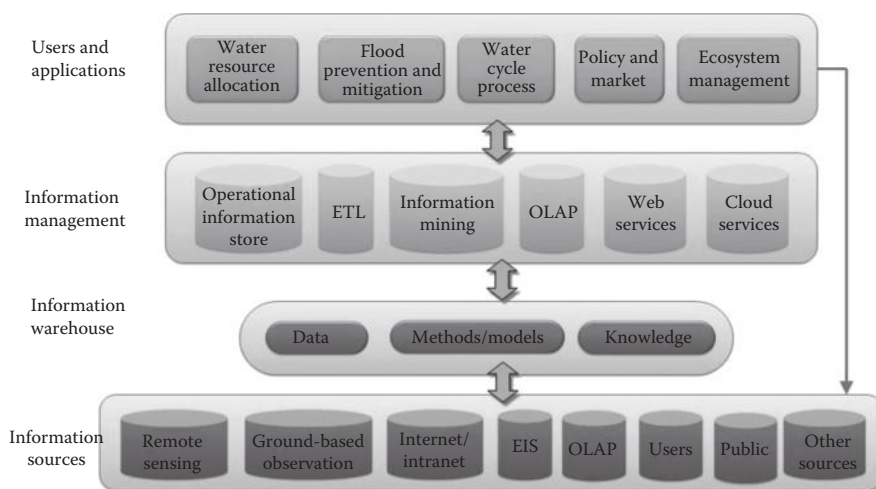 Users and
applications
Water
resource
allocation
Flood
prevention and
mitigation
Water
cycle
process
Policy and
market
Ecosystem
management
Information
management
Operational
information
store
ETL
Information
mining
OLAP
Web
services
Cloud
services
Information
warehouse
Data
Methods/models
Knowledge
Information
sources
Remote
sensing
Ground-based
observation
Internet/
intranet
EIS
OLAP
Users
Public
Other
sources